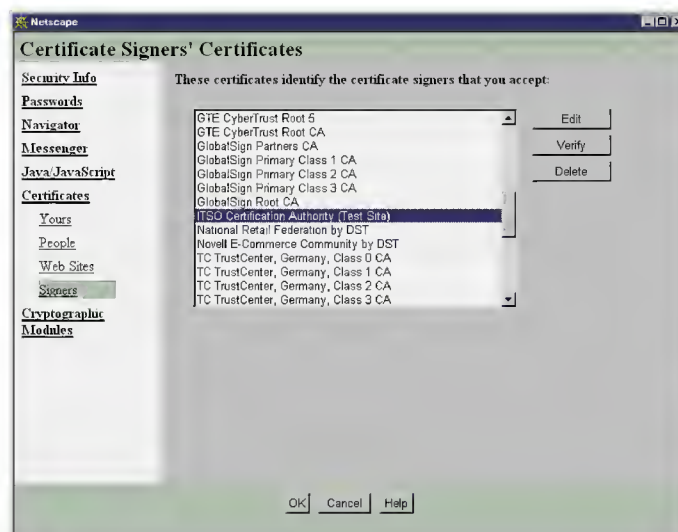 Netscape
Certificate Signers' Certificates
Security Info
Passwords
Navigator
Messenger
Java/JavaScript
Certificates
Yours
People
Web Sites
Signers
Cryptographic
Modules
These certificates identify the certificate signers that you accept:
GTE CyberTrust Root 5
GTE CyberTrust Root CA
GlobalSign Partners CA
GlobalSign Primary Class 1 CA
GlobalSign Primary Class 2 CA
GlobalSign Primary Class 3 CA
GlobalSign Root CA
ITSO Certification Authority (Test Site)
National Retail Federation by DST
Novell E-Commerce Community by DST
TC TrustCenter, Germany, Class 0 CA
TC TrustCenter, Germany, Class 1 CA
TC TrustCenter, Germany, Class 2 CA
TC TrustCenter, Germany, Class 3 CA
Edit
Verify
Delete
OK Cancel Help